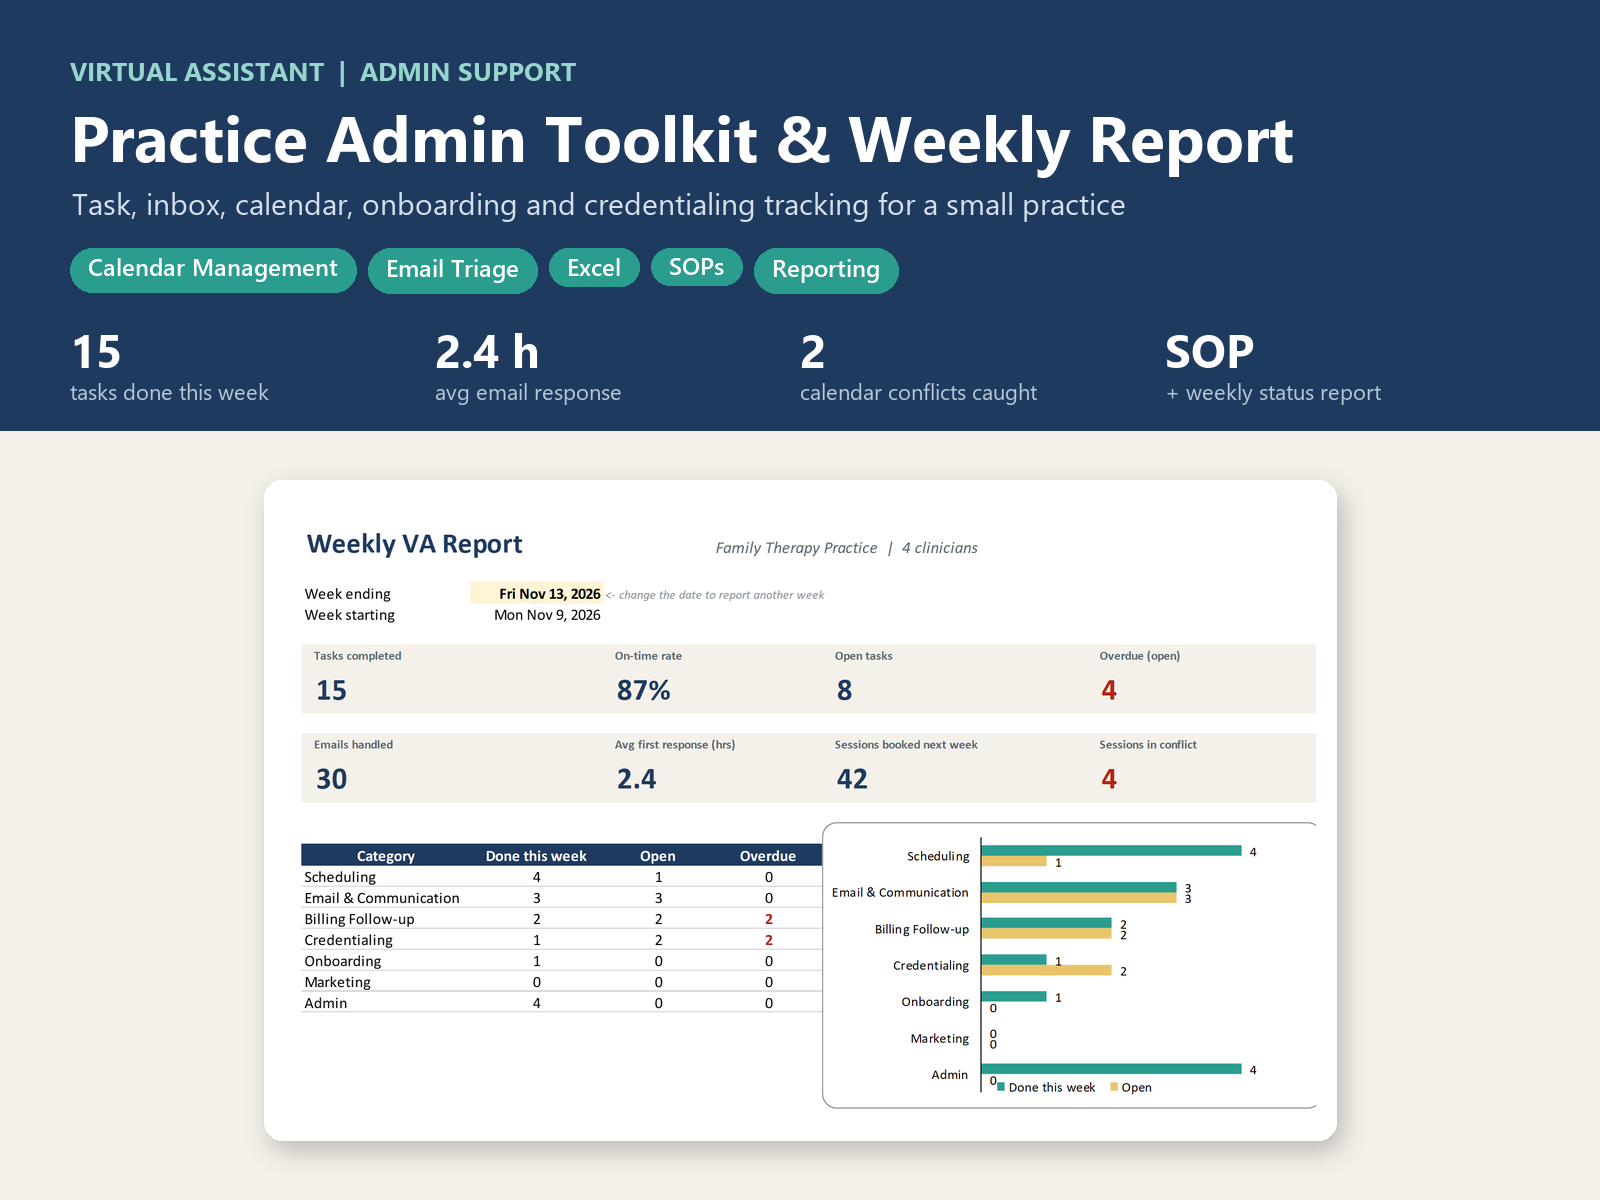 VIRTUAL ASSISTANT | ADMIN SUPPORT
Practice Admin Toolkit & Weekly Report
Task, inbox, calendar, onboarding and credentialing tracking for a small practice
Calendar Management Email Triage Excel SOPs Reporting
15 2.4 h 2 SOP
tasks done this week avg email response calendar conflicts caught + weekly status report
Weekly VA Report Family Therapy Practice | 4 clinicians
Week ending Fri Nov 13, 2026 <- change the date to report another week
Week starting Mon Nov 9, 2026
Tasks completed On-time rate Open tasks Overdue (open)
15 87% 8 4
Emails handled Avg first response (hrs) Sessions booked next week Sessions in conflict
30 2.4 42 4
Category Done this week Open Overdue
Scheduling 4 1 0
Email & Communication 3 3 0
Billing Follow-up 2 2 2
Credentialing 1 2 2
Onboarding 1 0 0
Marketing 0 0 0
Admin 4 0 0
Scheduling 4
1
Email & Communication 3
3
Billing Follow-up 2
2
Credentialing 1
2
Onboarding 1
0
Marketing 0
0
Admin 4
0
Done this week Open